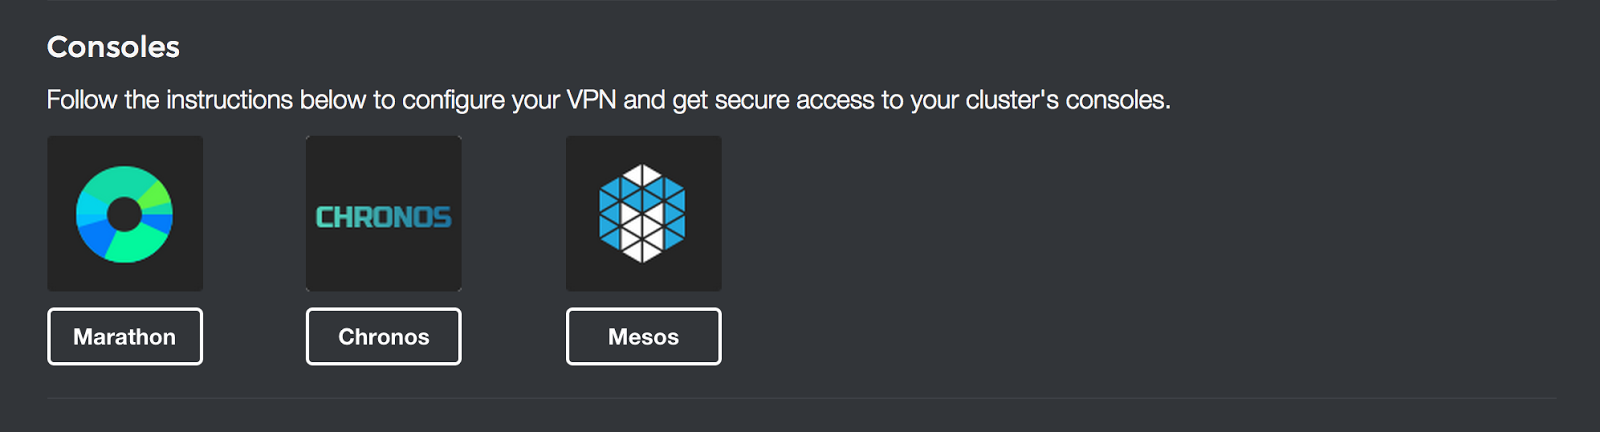 Consoles
Follow the instructions below to configure your VPN and get secure access to your cluster's consoles.
CHRONOS
Marathon
Chronos
Mesos